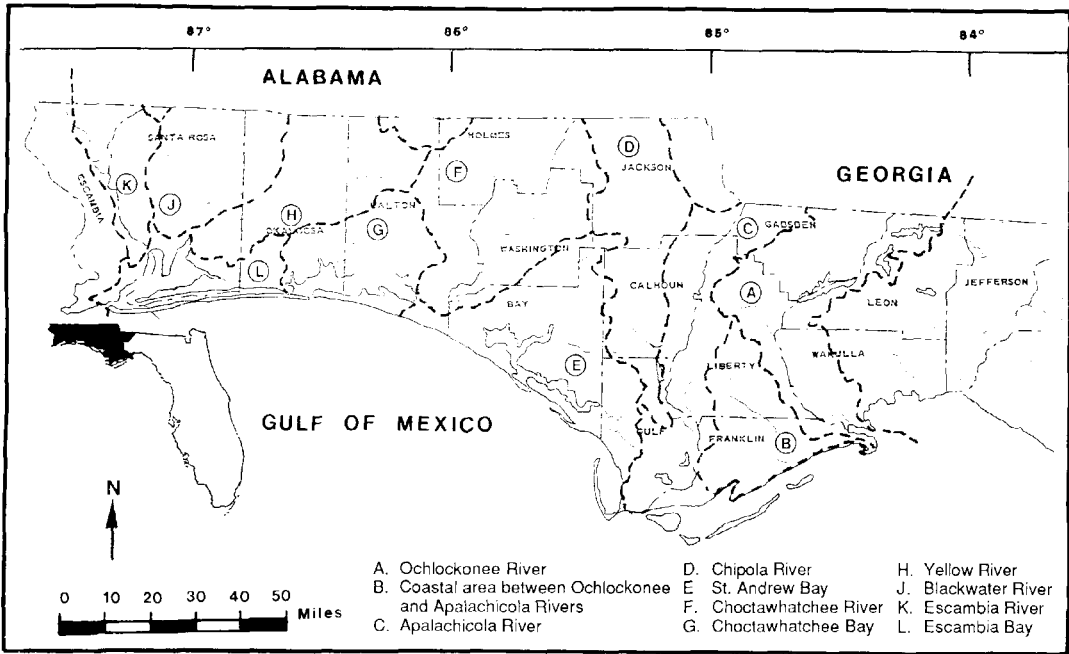 87° 86° 85° 84°
ALABAMA
SANTA ROSA
HOLMES
D
JACKSON
K
ESCAMBIA
F
GEORGIA
J
H
WALTON
C
GADSDEN
OKALOOSA
G
WASHINGTON
L
CALHOUN
A
LEON
JEFFERSON
BAY
E
LIBERTY
WAKULLA
GULF OF MEXICO
GULF
FRANKLIN
B
N
0 10 20 30 40 50
Miles
A. Ochlockonee River
B. Coastal area between Ochlockonee
and Apalachicola Rivers
C. Apalachicola River
D. Chipola River
E St. Andrew Bay
F. Choctawhatchee River
G. Choctawhatchee Bay
H. Yellow River
J. Blackwater River
K. Escambia River
L. Escambia Bay